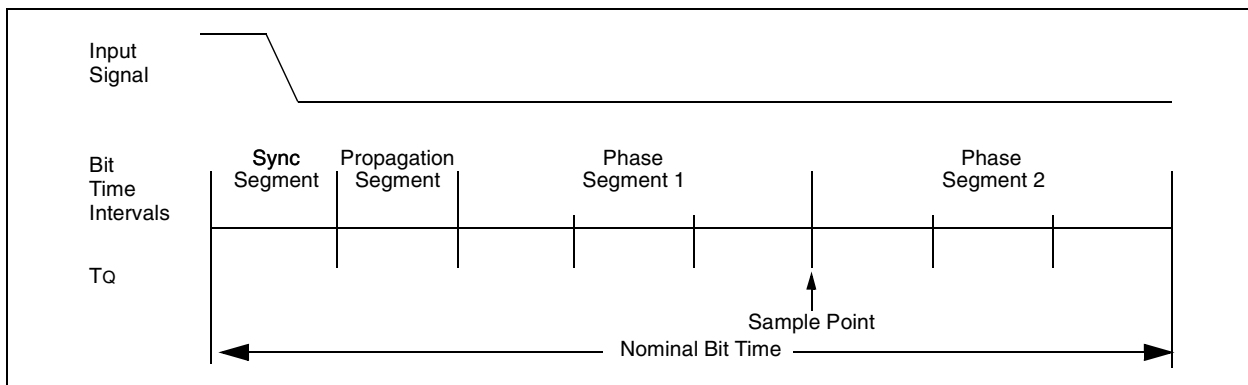 Input
Signal
Bit
Time
Intervals
Sync
Segment
Propagation
Segment
Phase
Segment 1
Phase
Segment 2
TQ
Sample Point
Nominal Bit Time